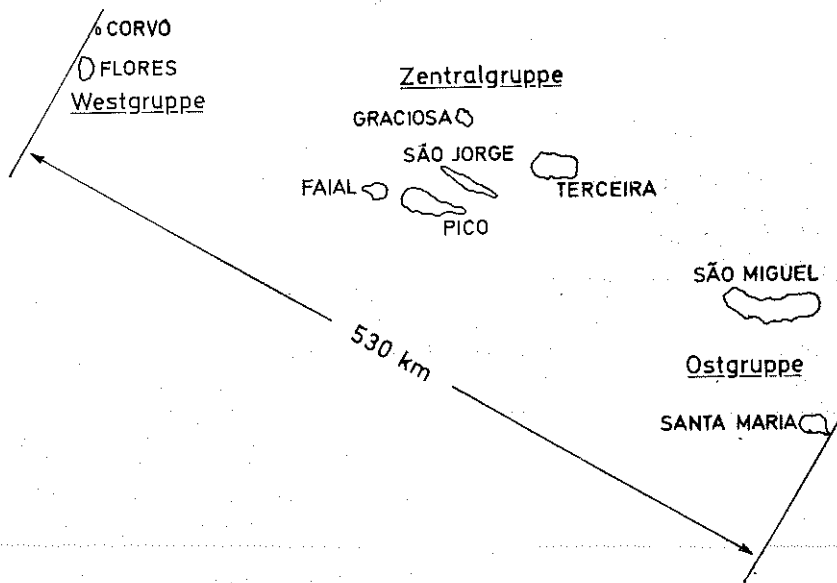 CORVO
FLORES
Westgruppe
Zentralgruppe
GRACIOSA
SÃO JORGE
TERCEIRA
FAIAL
PICO
SÃO MIGUEL
530 km
Ostgruppe
SANTA MARIA